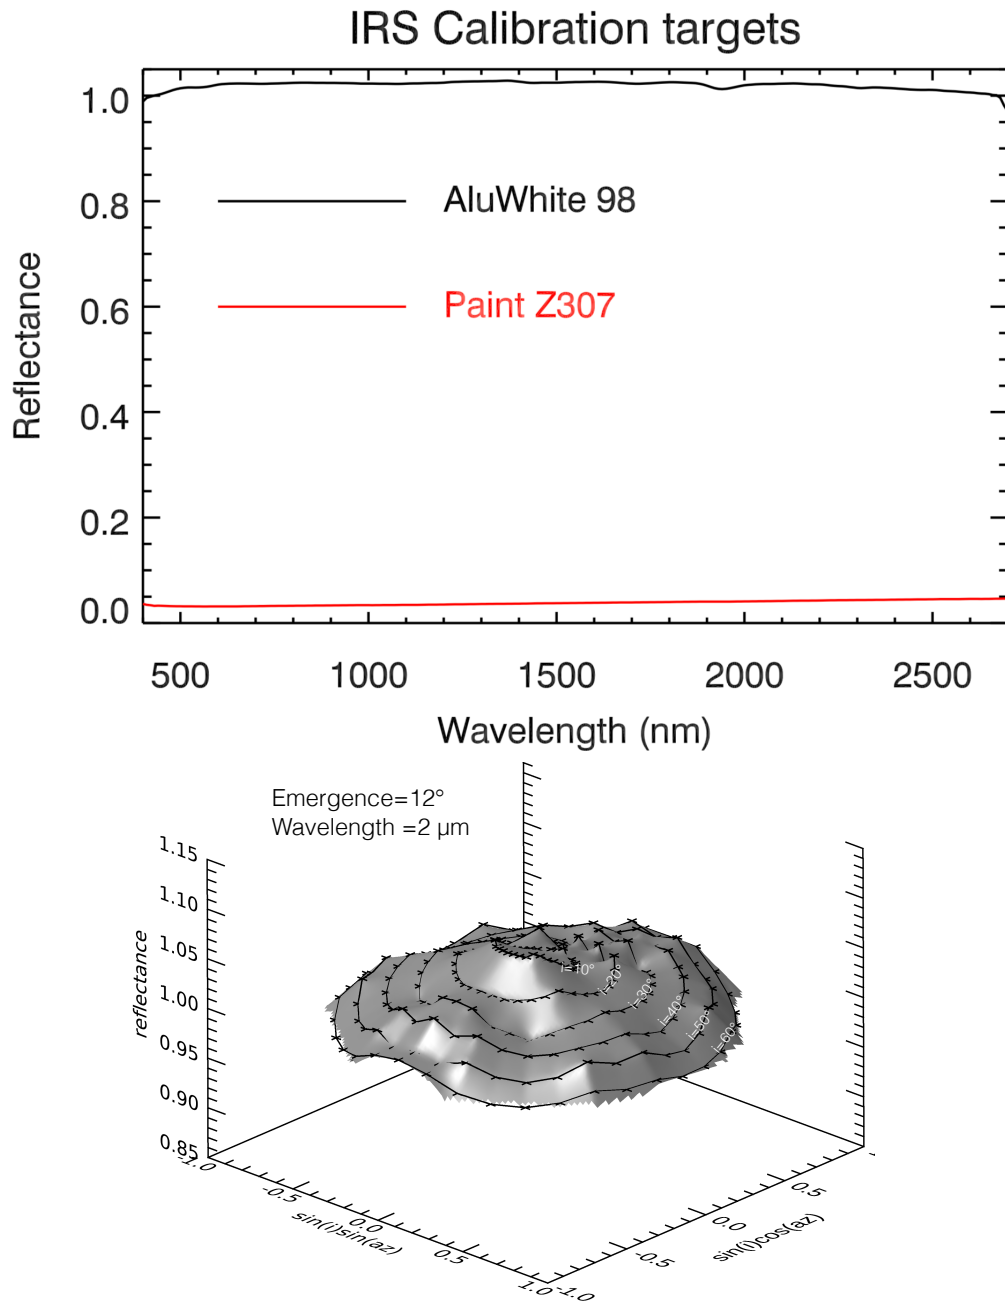 IRS Calibration targets
1.0
0.8
0.6
0.4
0.2
0.0
Reflectance
AluWhite 98
Paint Z307
500 1000 1500 2000 2500
Wavelength (nm)
Emergence=12°
Wavelength =2 µm
1.15
1.10
1.05
1.00
0.95
0.90
0.85
reflectance
i=10°
i=20°
i=30°
i=40°
i=50°
i=60°
-1.0
-0.5
0.0
0.5
1.0
sin(i)sin(az)
-1.0
-0.5
0.0
0.5
sin(i)cos(az)